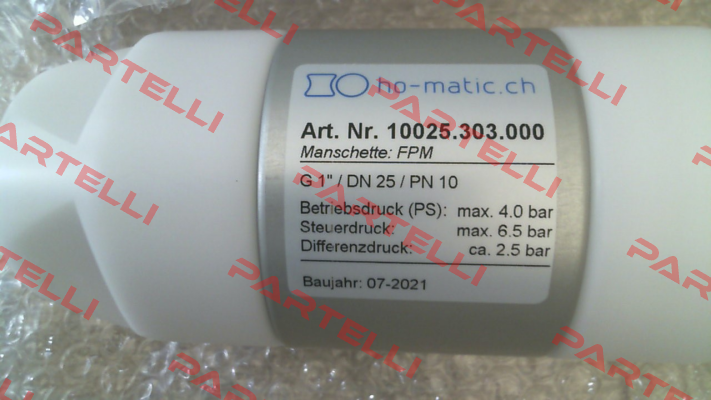 ho-matic.ch
Art. Nr. 10025.303.000
Manschette: FPM
G 1" / DN 25 / PN 10
Betriebsdruck (PS): max. 4.0 bar
Steuerdruck: max. 6.5 bar
Differenzdruck: ca. 2.5 bar
Baujahr: 07-2021
PARTELLI
PARTELLI
PARTELLI
PARTELLI
PARTELLI
PARTELLI
PARTELLI
PARTELLI
PARTELLI